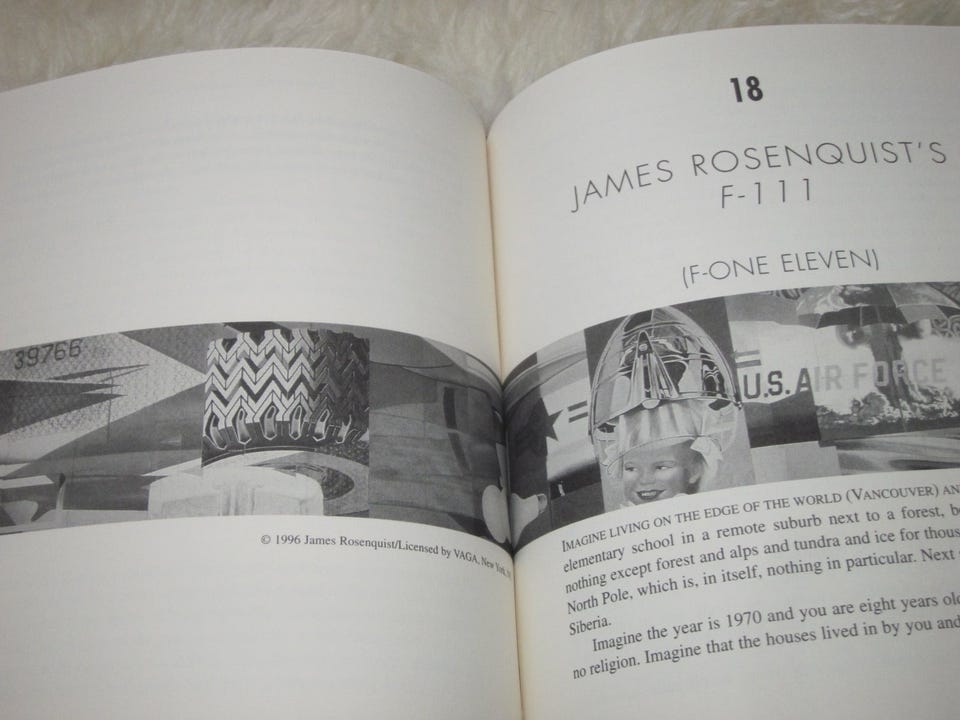 39766
© 1996 James Rosenquist/Licensed by VAGA, New York,
18
JAMES ROSENQUIST'S
F-111
(F-ONE ELEVEN)
U.S. AIR FORCE
IMAGINE LIVING ON THE EDGE OF THE WORLD (VANCOUVER)
elementary school in a remote suburb next to a forest,
nothing except forest and alps and tundra and ice for
North Pole, which is, in itself, nothing in particular. Next
Siberia.
Imagine the year is 1970 and you are eight years
no religion. Imagine that the houses lived in by you and